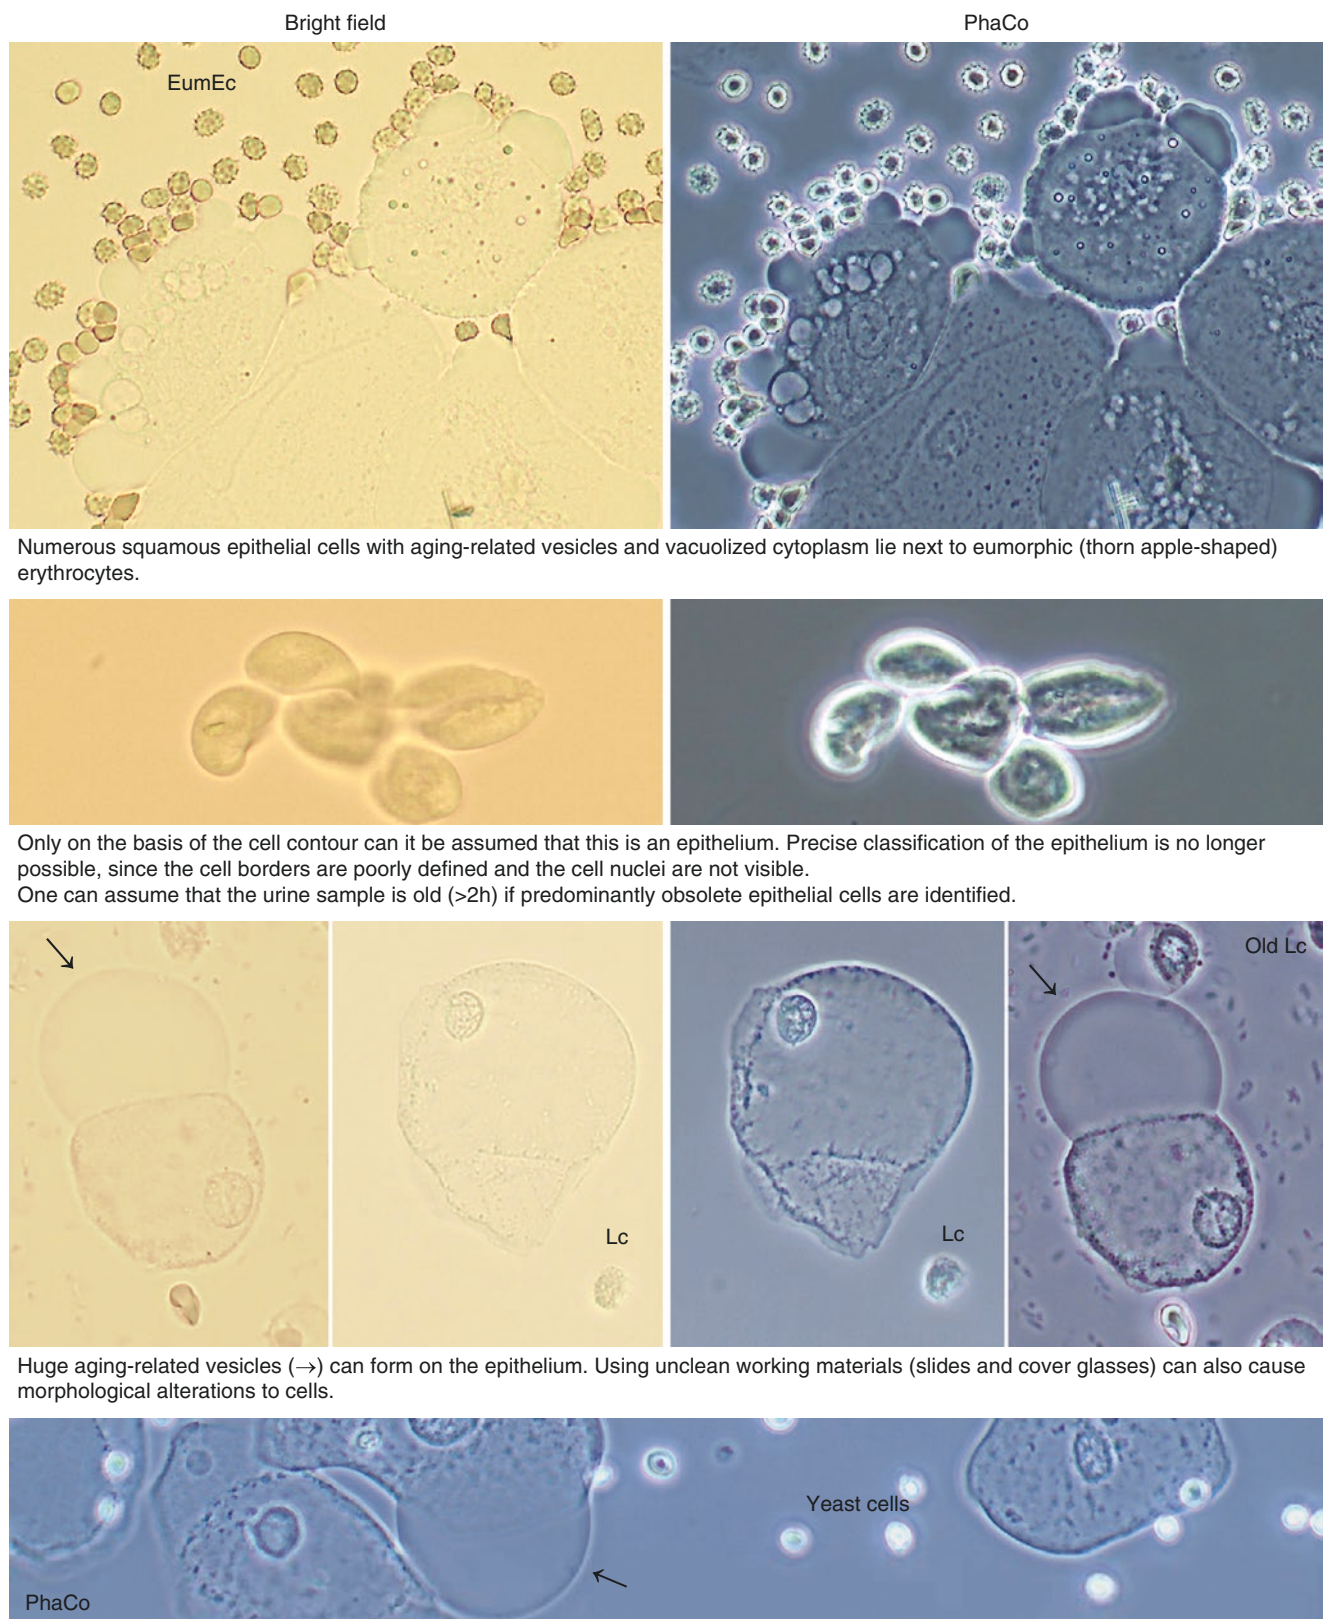 Bright field
PhaCo
EumEc
Numerous squamous epithelial cells with aging-related vesicles and vacuolized cytoplasm lie next to eumorphic (thorn apple-shaped)
erythrocytes.
Only on the basis of the cell contour can it be assumed that this is an epithelium. Precise classification of the epithelium is no longer
possible, since the cell borders are poorly defined and the cell nuclei are not visible.
One can assume that the urine sample is old (>2h) if predominantly obsolete epithelial cells are identified.
Old Lc
Lc
Lc
Huge aging-related vesicles (→) can form on the epithelium. Using unclean working materials (slides and cover glasses) can also cause
morphological alterations to cells.
Yeast cells
PhaCo